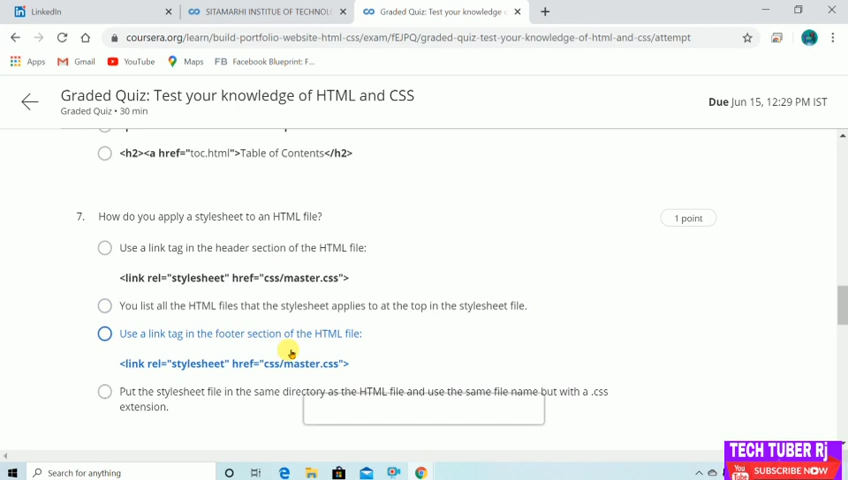 LinkedIn
SITAMARHI INSTITUE OF TECHNOL
Graded Quiz: Test your knowledge o
coursera.org/learn/build-portfolio-website-html-css/exam/fEJPQ/graded-quiz-test-your-knowledge-of-html-and-css/attempt
Apps
Gmail
YouTube
Maps
FB Facebook Blueprint: F...
Graded Quiz: Test your knowledge of HTML and CSS
Graded Quiz • 30 min
Due Jun 15, 12:29 PM IST
<h2><a href="toc.html">Table of Contents</h2>
7. How do you apply a stylesheet to an HTML file?
1 point
Use a link tag in the header section of the HTML file:
<link rel="stylesheet" href="css/master.css">
You list all the HTML files that the stylesheet applies to at the top in the stylesheet file.
Use a link tag in the footer section of the HTML file:
<link rel="stylesheet" href="css/master.css">
Put the stylesheet file in the same directory as the HTML file and use the same file name but with a .css
extension.
TECH TUBER Rj
You Tube SUBSCRIBE NOW
Search for anything